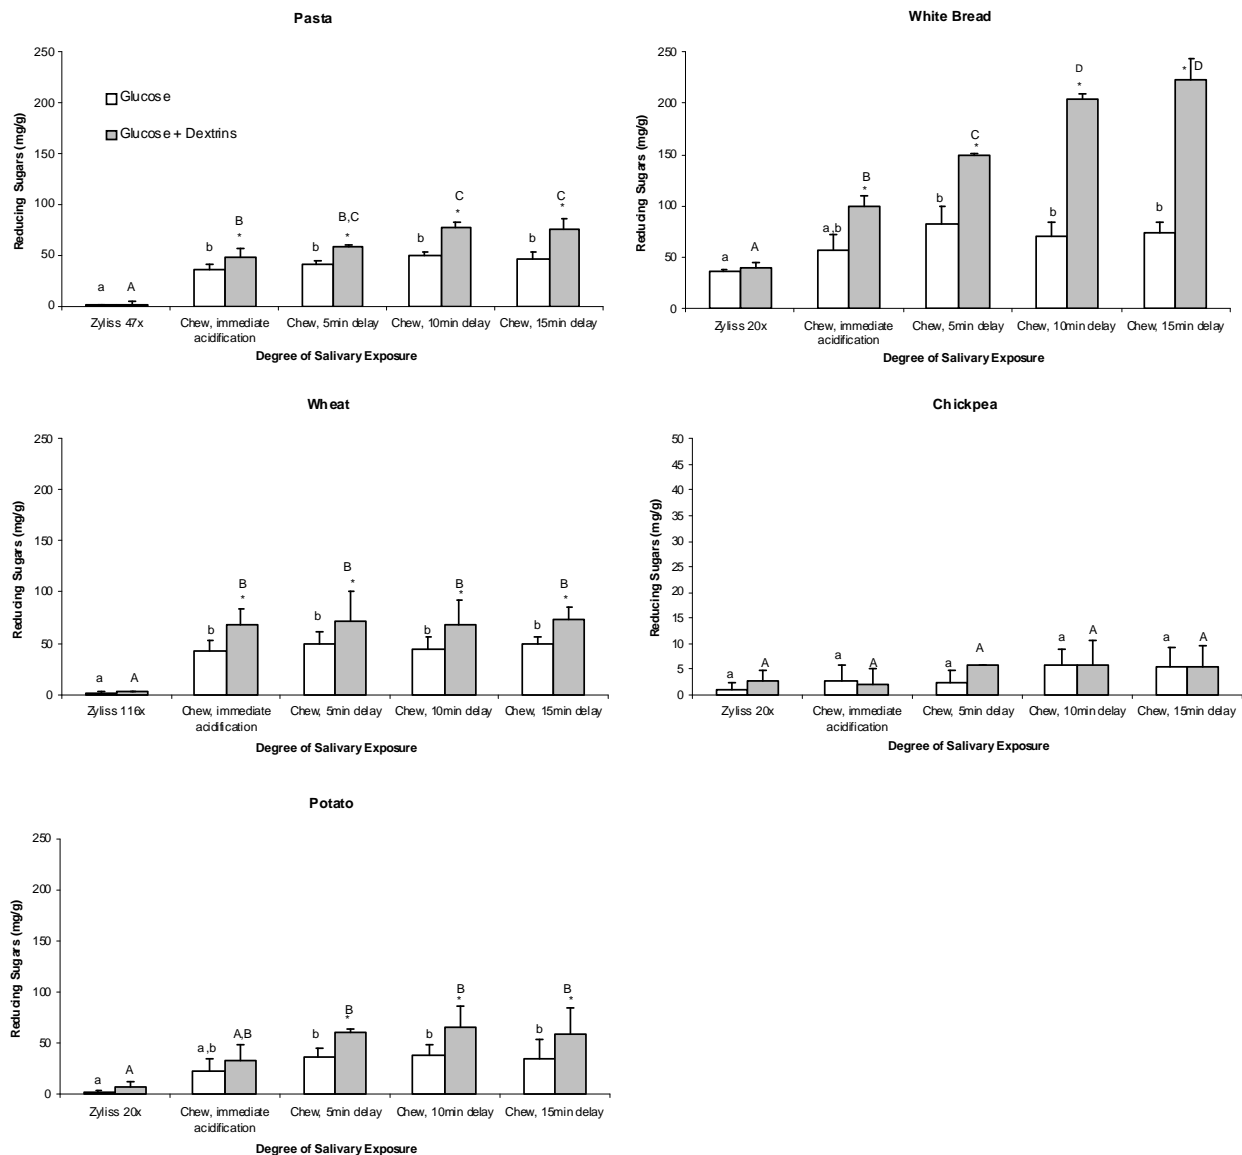 Pasta
250
200
150
100
50
0
Reducing Sugars (mg/g)
Glucose
Glucose + Dextrins
a
A
b
B
*
b
B,C
*
b
C
*
b
C
*
Zyliss 47x
Chew, immediate acidification
Chew, 5min delay
Chew, 10min delay
Chew, 15min delay
Degree of Salivary Exposure
White Bread
250
200
150
100
50
0
Reducing Sugars (mg/g)
a
A
a,b
B
*
b
C
*
b
D
*
b
* D
Zyliss 20x
Chew, immediate
acidification
Chew, 5min delay
Chew, 10min delay
Chew, 15min delay
Degree of Salivary Exposure
Wheat
250
200
150
100
50
0
Reducing Sugars (mg/g)
a
A
b
B
*
b
B
*
b
B
*
b
B
*
Zyliss 116x
Chew, immediate
acidification
Chew, 5min delay
Chew, 10min delay
Chew, 15min delay
Degree of Salivary Exposure
Chickpea
50
45
40
35
30
25
20
15
10
5
0
Reducing Sugars (mg/g)
a
A
a
A
a
A
a
A
a
A
Zyliss 20x
Chew, immediate
acidification
Chew, 5min delay
Chew, 10min delay
Chew, 15min delay
Degree of Salivary Exposure
Potato
250
200
150
100
50
0
Reducing Sugars (mg/g)
a
A
a,b
A,B
b
B
*
b
B
*
b
B
*
Zyliss 20x
Chew, immediate
acidification
Chew, 5min delay
Chew, 10min delay
Chew, 15min delay
Degree of Salivary Exposure